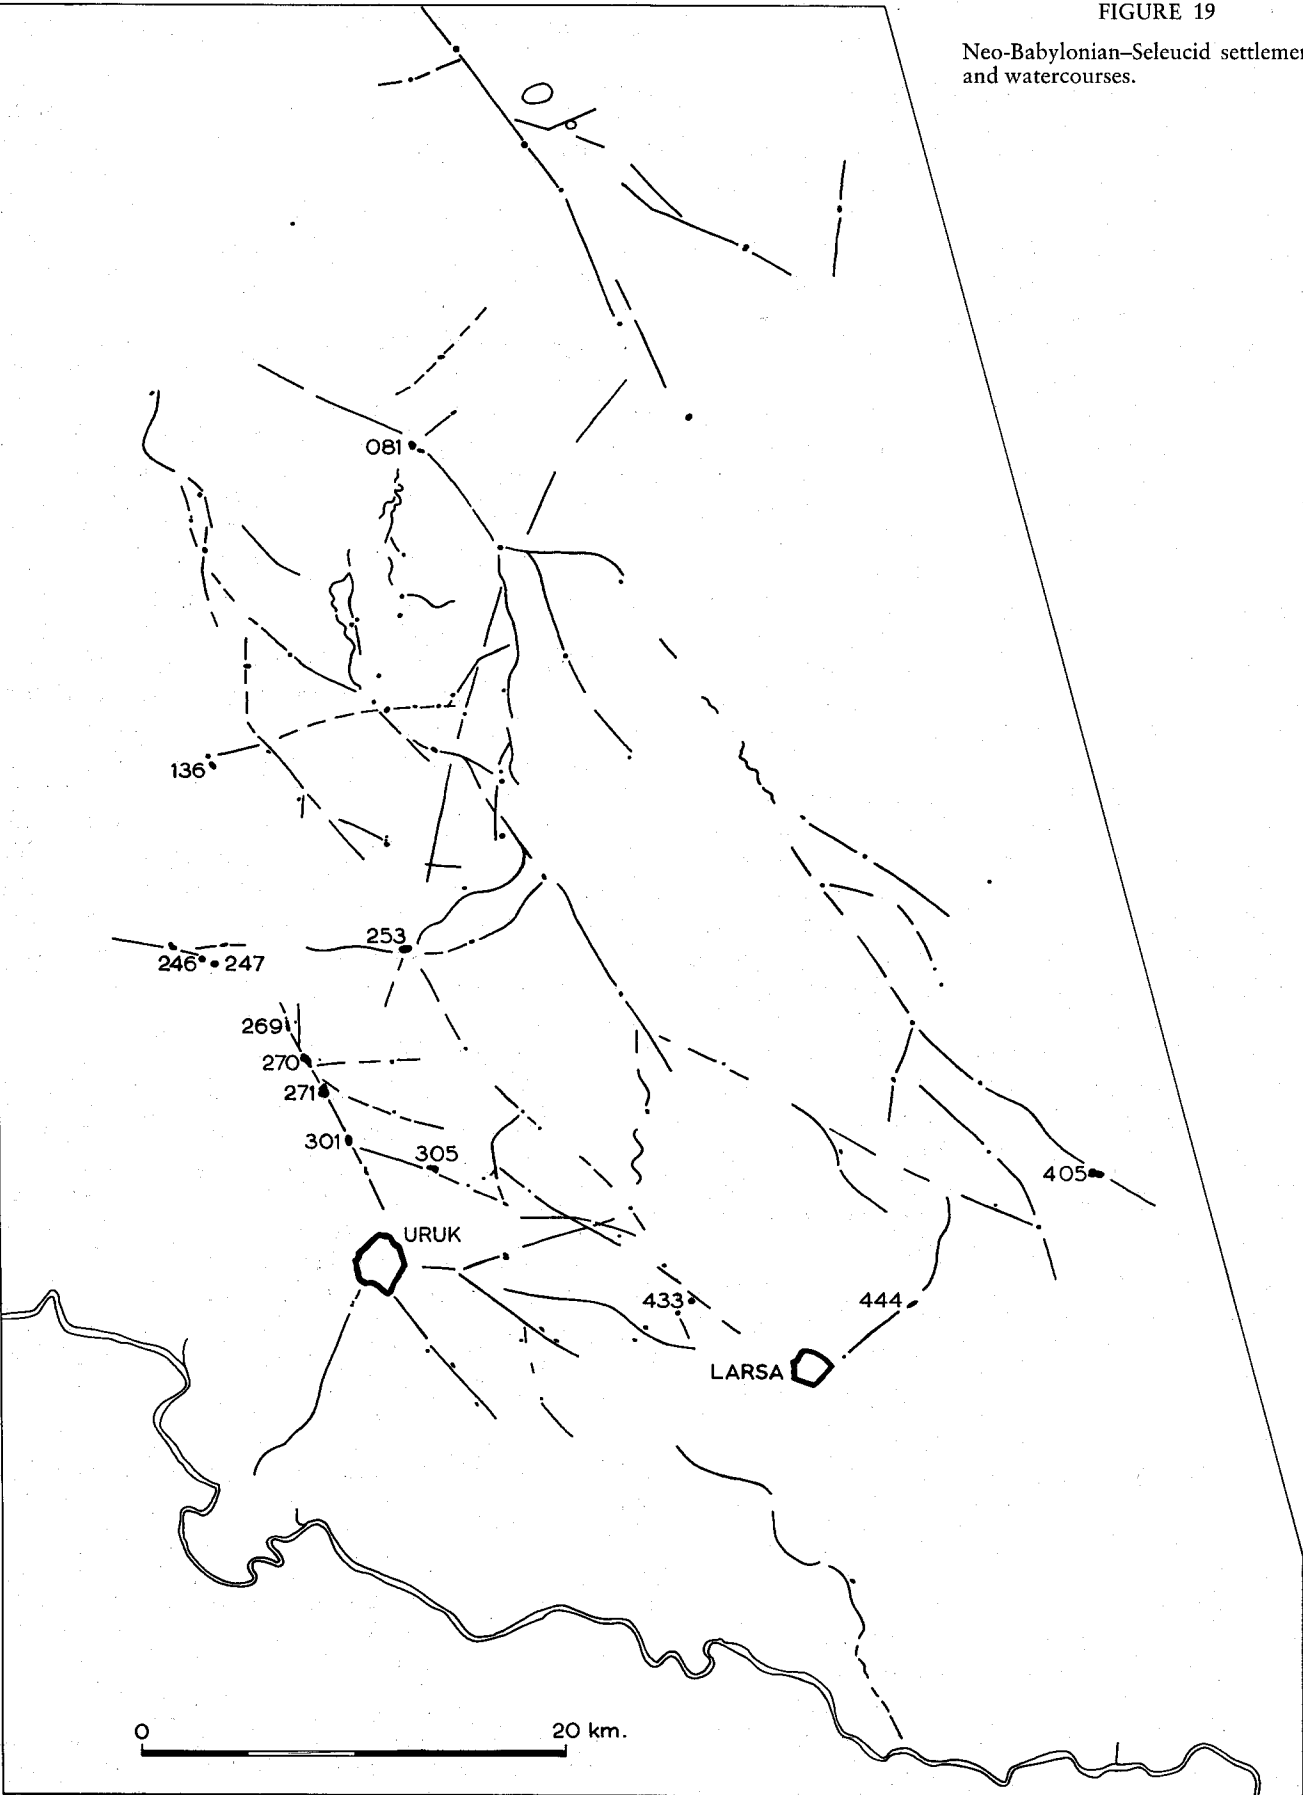 FIGURE 19
Neo-Babylonian–Seleucid settlemen
and watercourses.
081
136
253
246 247
269
270
271
301
305
405
URUK
433
444
LARSA
0 20 km.